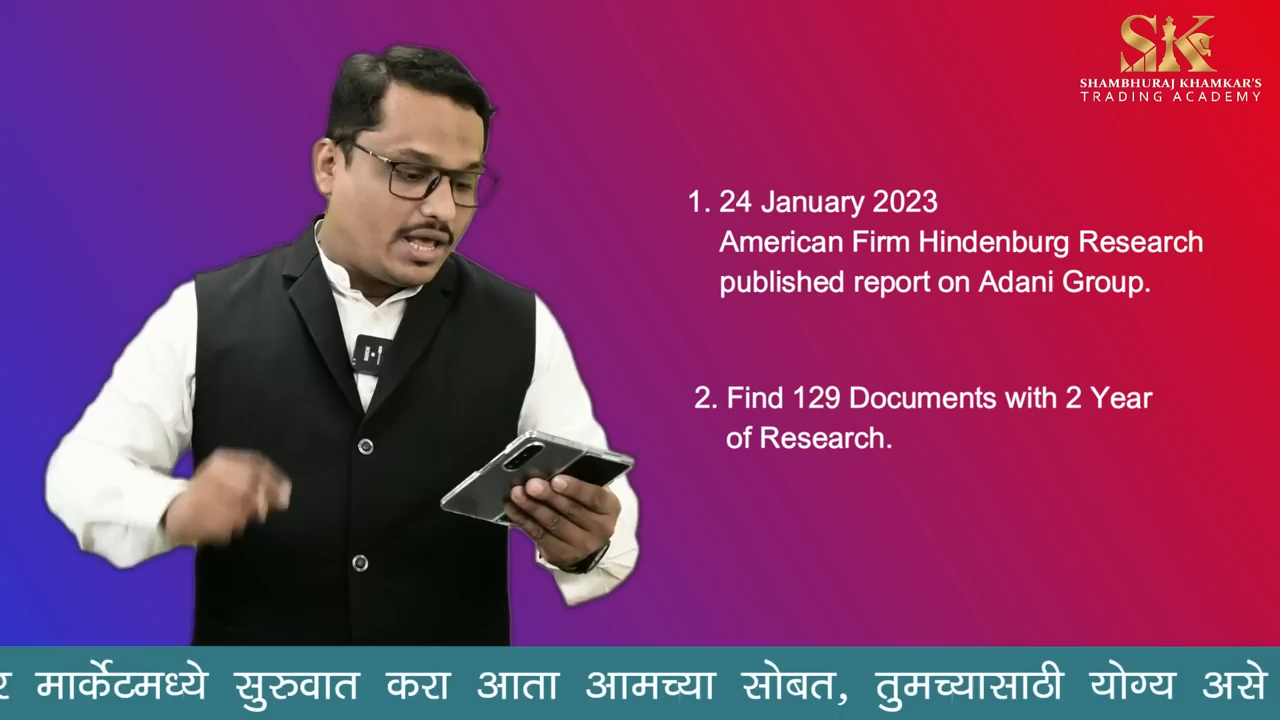 SK
SHAMBHURAJ KHAMKAR'S
TRADING ACADEMY
1. 24 January 2023
American Firm Hindenburg Research
published report on Adani Group.
2. Find 129 Documents with 2 Year
of Research.
मार्केटमध्ये सुरुवात करा आता आमच्या सोबत, तुमच्यासाठी योग्य असे